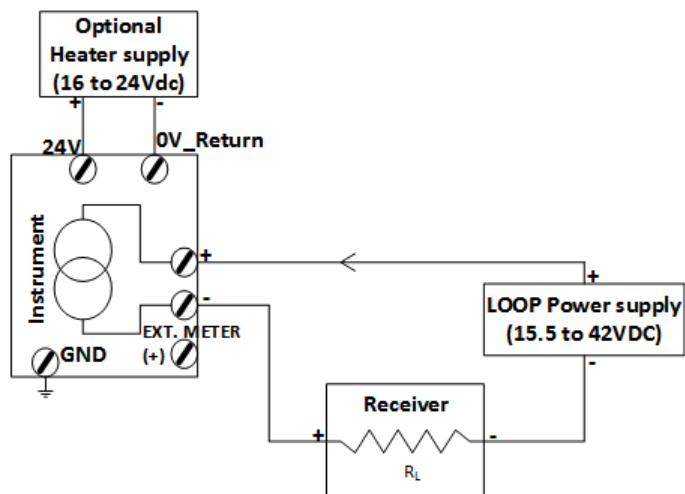 Optional
Heater supply
(16 to 24Vdc)
+ -
24V 0V_Return
Instrument
+
-
EXT. METER
(+)
GND
+
LOOP Power supply
(15.5 to 42VDC)
-
Receiver
+ -
RL